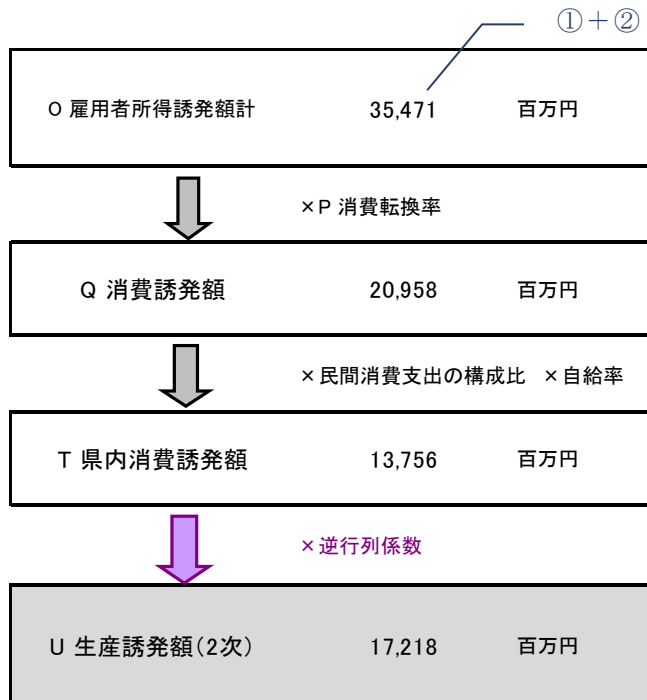 ①＋②
O 雇用者所得誘発額計 35,471 百万円
×P 消費転換率
Q 消費誘発額 20,958 百万円
×民間消費支出の構成比 ×自給率
T 県内消費誘発額 13,756 百万円
×逆行列係数
U 生産誘発額(2次) 17,218 百万円